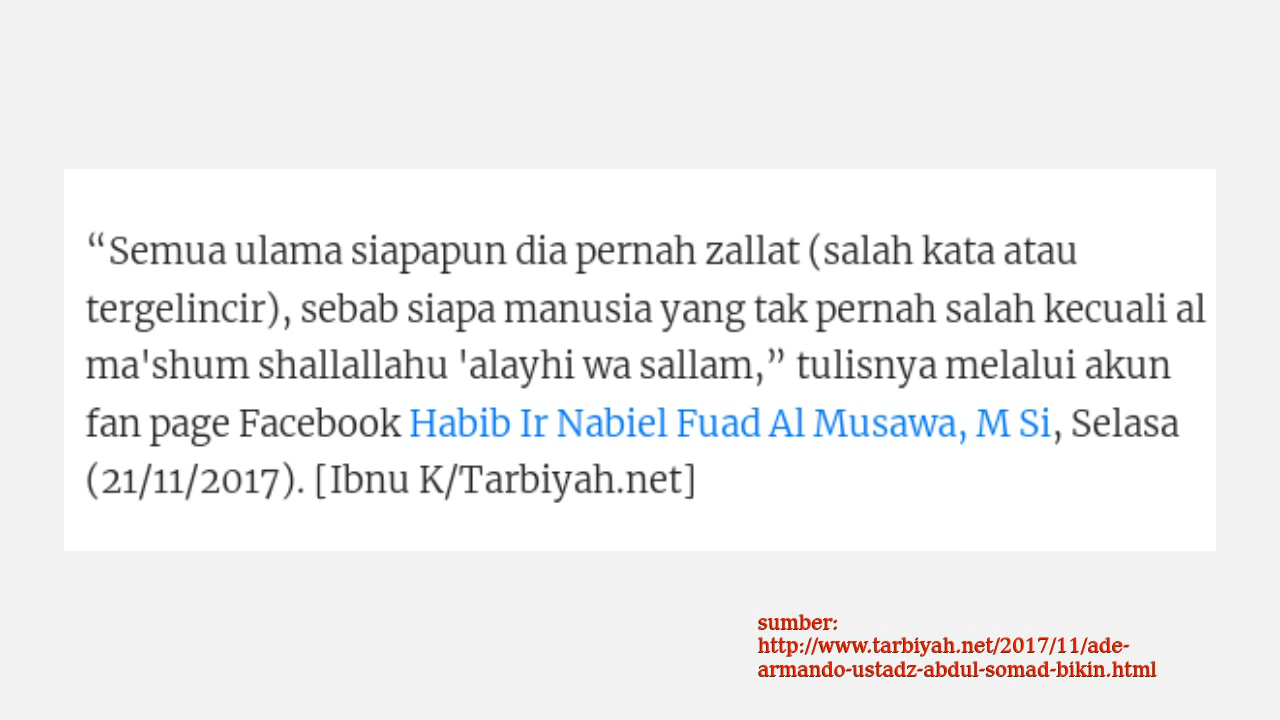 “Semua ulama siapapun dia pernah zallat (salah kata atau
tergelincir), sebab siapa manusia yang tak pernah salah kecuali al
ma'shum shallallahu 'alayhi wa sallam,” tulisnya melalui akun
fan page Facebook Habib Ir Nabiel Fuad Al Musawa, M Si, Selasa
(21/11/2017). [Ibnu K/Tarbiyah.net]
sumber:
http://www.tarbiyah.net/2017/11/ade-
armando-ustadz-abdul-somad-bikin.html